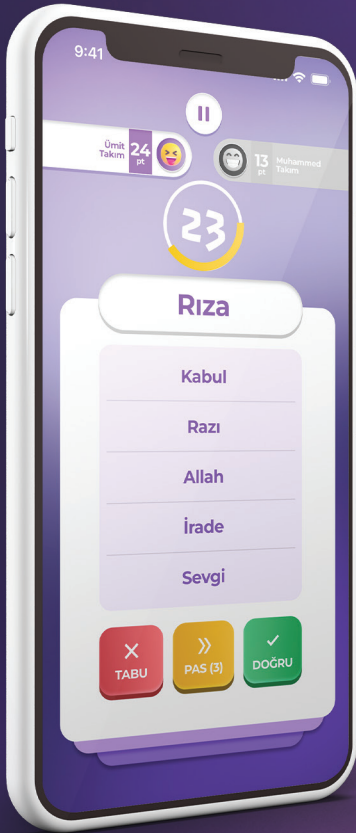 9:41
Ümit
Takım
24
pt
13
pt
Muhammed
Takım
23
Rıza
Kabul
Razı
Allah
İrade
Sevgi
TABU
PAS (3)
DOĞRU